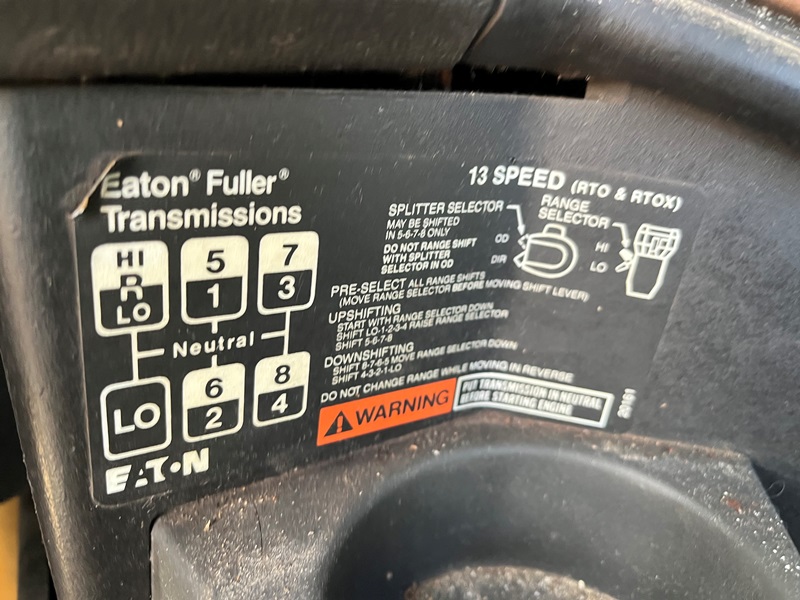 Eaton® Fuller®
Transmissions
13 SPEED (RTO & RTOX)
HI
R
LO
5
1
7
3
Neutral
LO
6
2
8
4
EATON
SPLITTER SELECTOR
MAY BE SHIFTED
IN 5-6-7-8 ONLY
DO NOT RANGE SHIFT
WITH SPLITTER
SELECTOR IN OD
OD
DIR
RANGE
SELECTOR
HI
LO
PRE-SELECT ALL RANGE SHIFTS
(MOVE RANGE SELECTOR BEFORE MOVING SHIFT LEVER)
UPSHIFTING
START WITH RANGE SELECTOR DOWN
SHIFT LO-1-2-3-4 RAISE RANGE SELECTOR
SHIFT 5-6-7-8
DOWNSHIFTING
SHIFT 8-7-6-5 MOVE RANGE SELECTOR DOWN
SHIFT 4-3-2-1-LO
DO NOT CHANGE RANGE WHILE MOVING IN REVERSE
WARNING
PUT TRANSMISSION IN NEUTRAL
BEFORE STARTING ENGINE